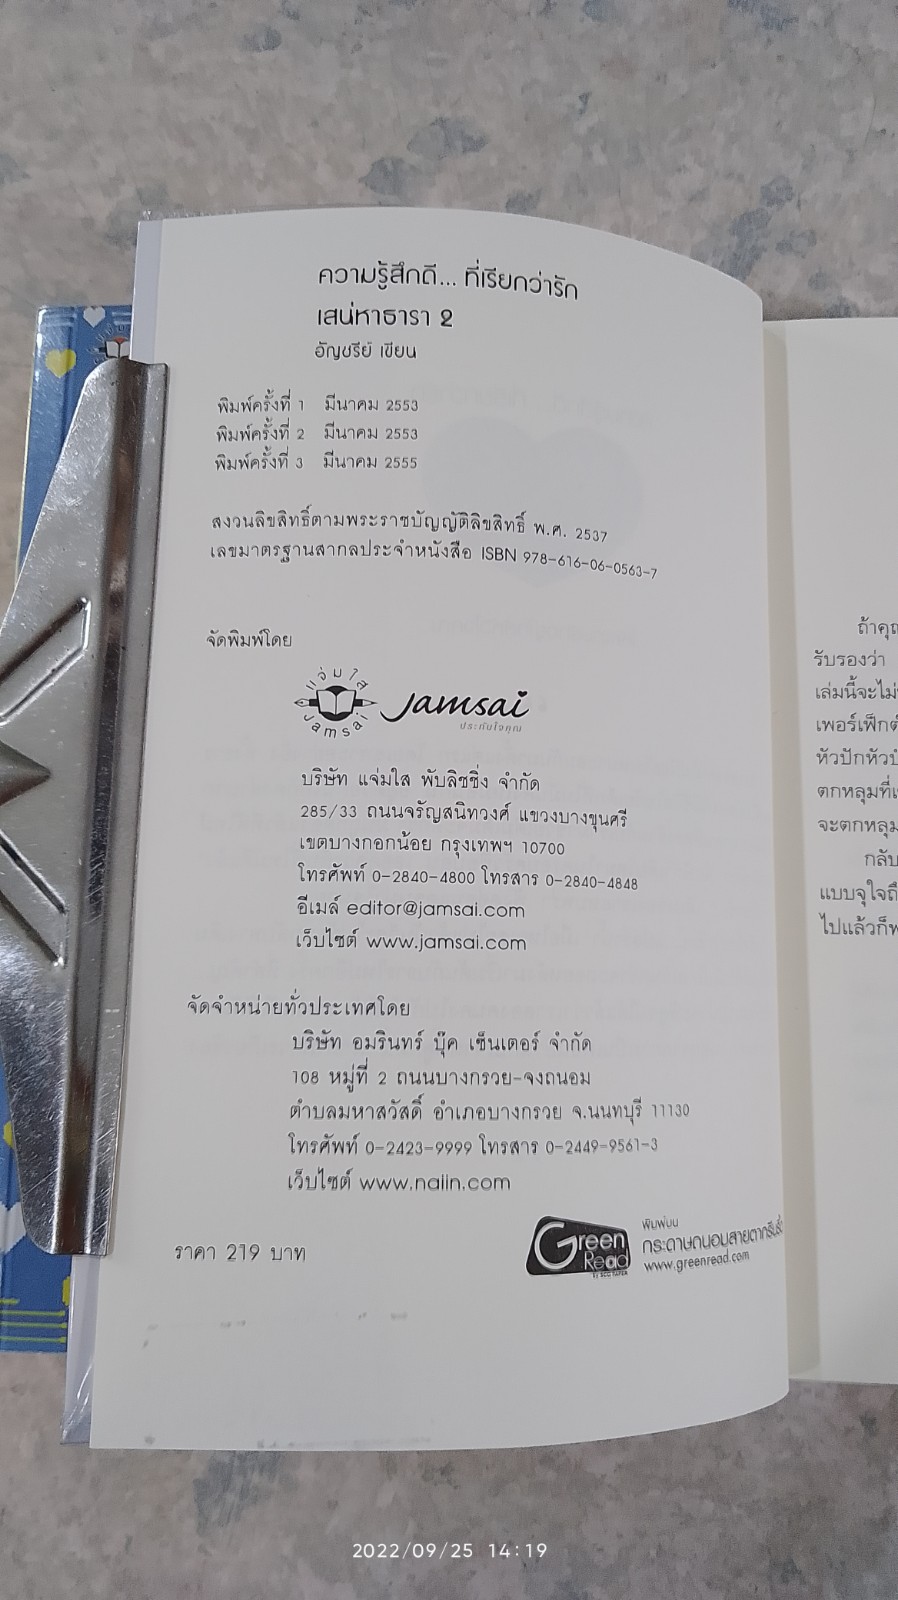 ความรู้สึกดี... ที่เรียกว่ารัก
เสน่หาธารา 2
อัญชรีย์ เขียน
พิมพ์ครั้งที่ 1 มีนาคม 2553
พิมพ์ครั้งที่ 2 มีนาคม 2553
พิมพ์ครั้งที่ 3 มีนาคม 2555
สงวนลิขสิทธิ์ตามพระราชบัญญัติลิขสิทธิ์ พ.ศ. 2537
เลขมาตรฐานสากลประจำหนังสือ ISBN 978-616-06-0563-7
จัดพิมพ์โดย
แจ่มใส
Jamsai
Jamsai
ประทับใจคุณ
บริษัท แจ่มใส พับลิชชิ่ง จำกัด
285/33 ถนนจรัญสนิทวงศ์ แขวงบางขุนศรี
เขตบางกอกน้อย กรุงเทพฯ 10700
โทรศัพท์ 0-2840-4800 โทรสาร 0-2840-4848
อีเมล์ editor@jamsai.com
เว็บไซต์ www.jamsai.com
จัดจำหน่ายทั่วประเทศโดย
บริษัท อมรินทร์ บุ๊ค เซ็นเตอร์ จำกัด
108 หมู่ที่ 2 ถนนบางกรวย-จงถนอม
ตำบลมหาสวัสดิ์ อำเภอบางกรวย จ.นนทบุรี 11130
โทรศัพท์ 0-2423-9999 โทรสาร 0-2449-9561-3
เว็บไซต์ www.naiin.com
ราคา 219 บาท
Green
Read
BY SCG PAPER
พิมพ์บน
กระดาษถนอมสายตากรีนรี้ด
www.greenread.com
ถ้าคุณ
รับรองว่า
เล่มนี้จะไม่
เพอร์เฟ็กต์
หัวปักหัว
ตกหลุมที่
จะตกหลุม
กลับ
แบบจุใจถึ
ไปแล้วก็
2022/09/25 14:19